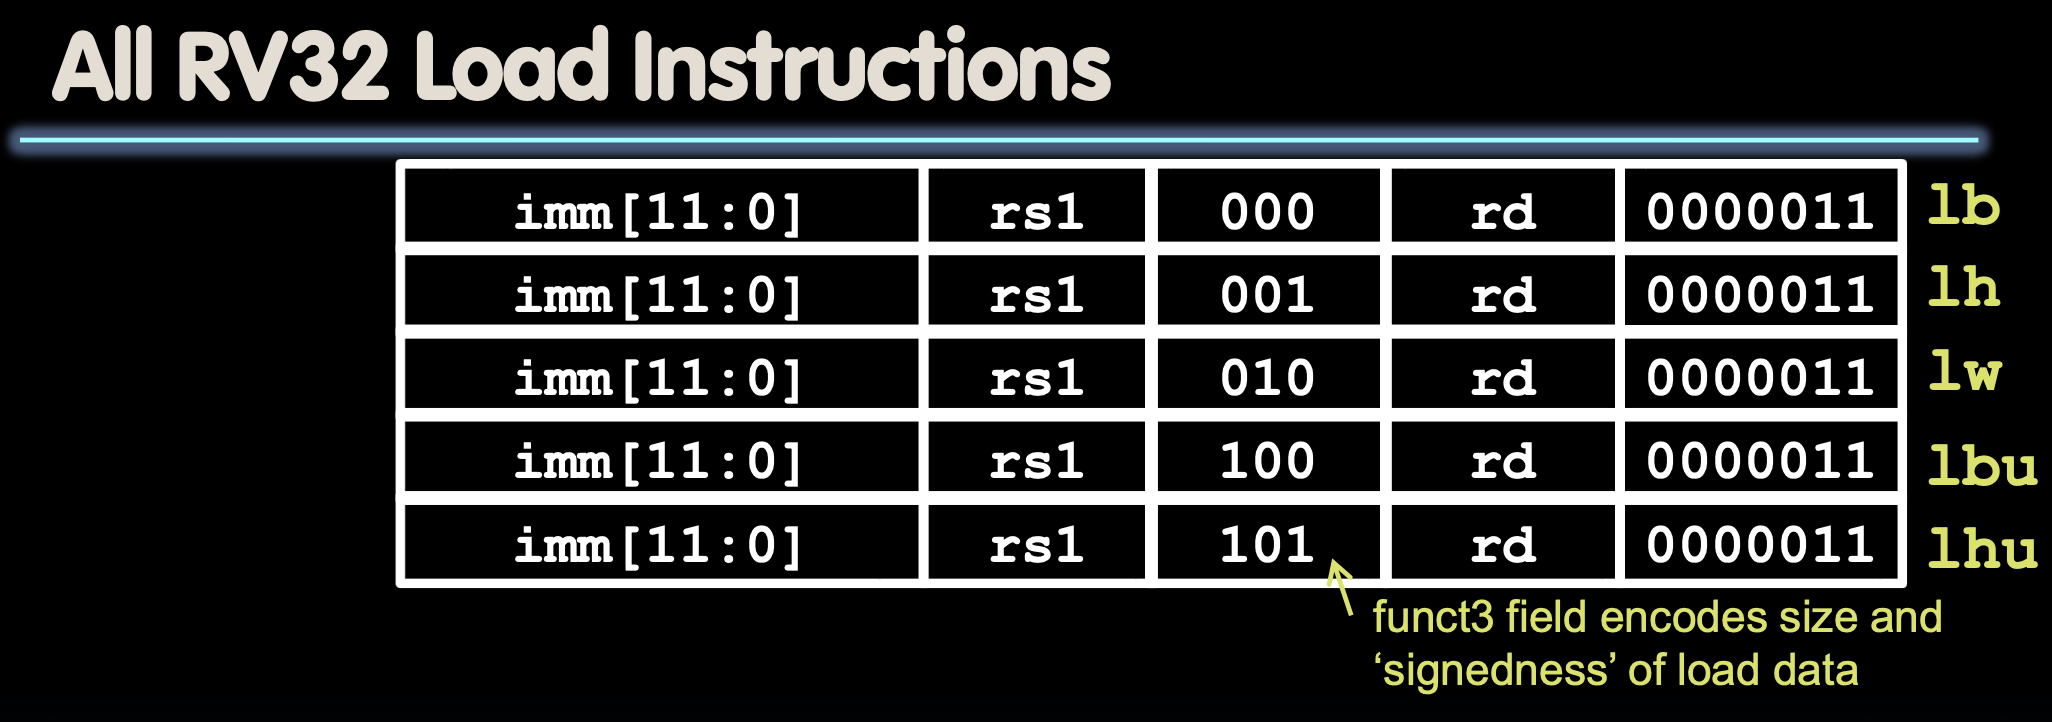 All RV32 Load Instructions
imm[11:0] rs1 000 rd 0000011 lb
imm[11:0] rs1 001 rd 0000011 lh
imm[11:0] rs1 010 rd 0000011 lw
imm[11:0] rs1 100 rd 0000011 lbu
imm[11:0] rs1 101 rd 0000011 lhu
funct3 field encodes size and
‘signedness’ of load data